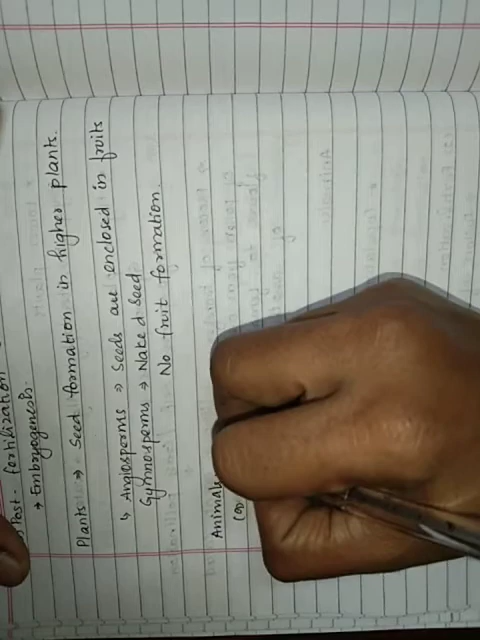 Post - fertilization
→ Embryogenesis.
Plants → Seed formation in higher plants.
↳ Angiosperms → Seeds are enclosed in fruits
Gymnosperms → Naked seed
No fruit formation.
Animals